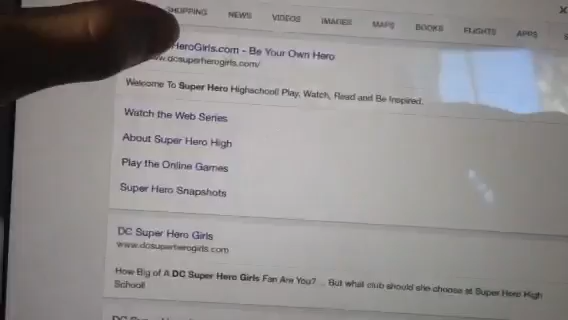 SHOPPING NEWS VIDEOS IMAGES MAPS BOOKS FLIGHTS APPS
HeroGirls.com - Be Your Own Hero
www.dcsuperherogirls.com/
Welcome To Super Hero Highschool! Play, Watch, Read and Be Inspired.
Watch the Web Series
About Super Hero High
Play the Online Games
Super Hero Snapshots
DC Super Hero Girls
www.dcsuperherogirls.com
How Big of A DC Super Hero Girls Fan Are You? ... But what club should she choose at Super Hero High
School!